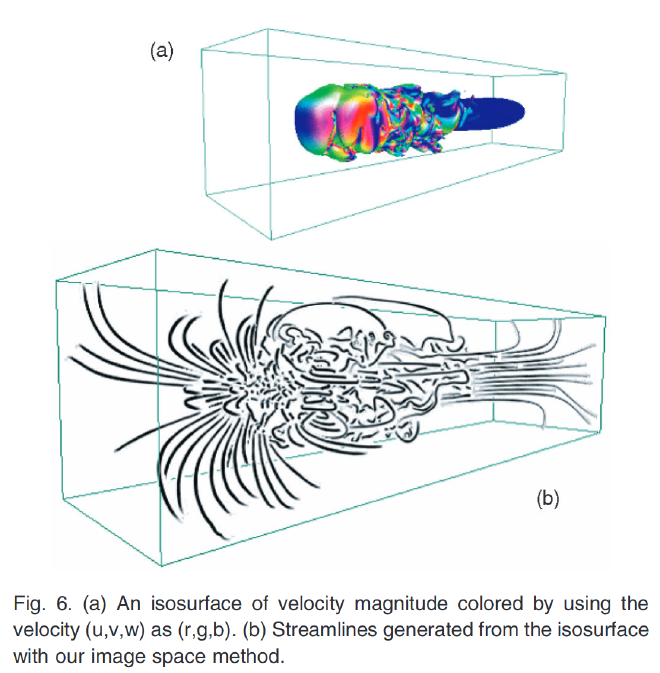 (a)
(b)
Fig. 6. (a) An isosurface of velocity magnitude colored by using the
velocity (u,v,w) as (r,g,b). (b) Streamlines generated from the isosurface
with our image space method.